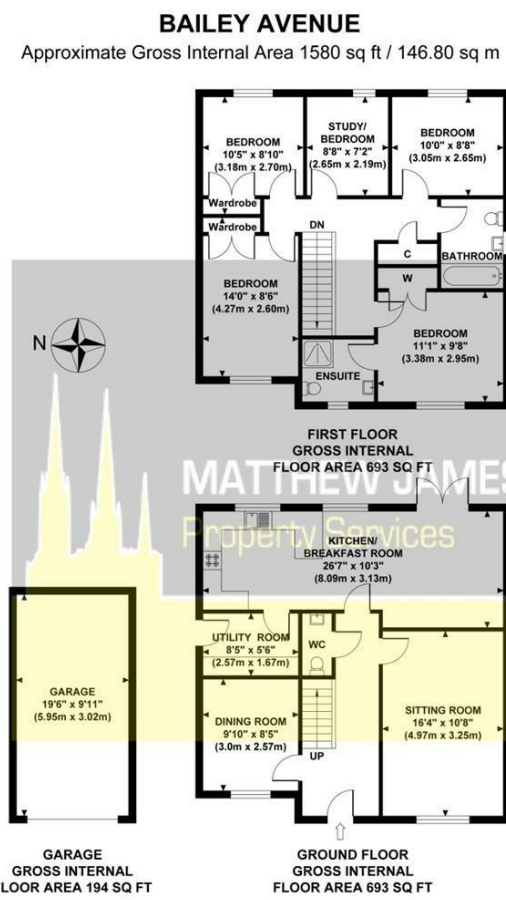 BAILEY AVENUE
Approximate Gross Internal Area 1580 sq ft / 146.80 sq m
BEDROOM
10'5" x 8'10"
(3.18m x 2.70m)
STUDY/
BEDROOM
8'8" x 7'2"
(2.65m x 2.19m)
BEDROOM
10'0" x 8'8"
(3.05m x 2.65m)
Wardrobe
Wardrobe
DN
C
BATHROOM
W
BEDROOM
14'0" x 8'6"
(4.27m x 2.60m)
BEDROOM
11'1" x 9'8"
(3.38m x 2.95m)
ENSUITE
N
FIRST FLOOR
GROSS INTERNAL
FLOOR AREA 693 SQ FT
MATTHEW JAMES
Property Services
KITCHEN/
BREAKFAST ROOM
26'7" x 10'3"
(8.09m x 3.13m)
UTILITY ROOM
8'5" x 5'6"
(2.57m x 1.67m)
WC
GARAGE
19'6" x 9'11"
(5.95m x 3.02m)
DINING ROOM
9'10" x 8'5"
(3.0m x 2.57m)
UP
SITTING ROOM
16'4" x 10'8"
(4.97m x 3.25m)
GARAGE
GROSS INTERNAL
LOOR AREA 194 SQ FT
GROUND FLOOR
GROSS INTERNAL
FLOOR AREA 693 SQ FT